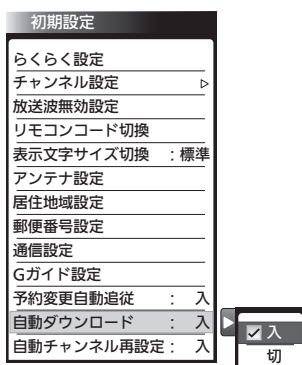 初期設定
らくらく設定
チャンネル設定 ▷
放送波無効設定
リモコンコード切換
表示文字サイズ切換 : 標準
アンテナ設定
居住地域設定
郵便番号設定
通信設定
Gガイド設定
予約変更自動追従 : 入
自動ダウンロード : 入
自動チャンネル再設定 : 入
入
切